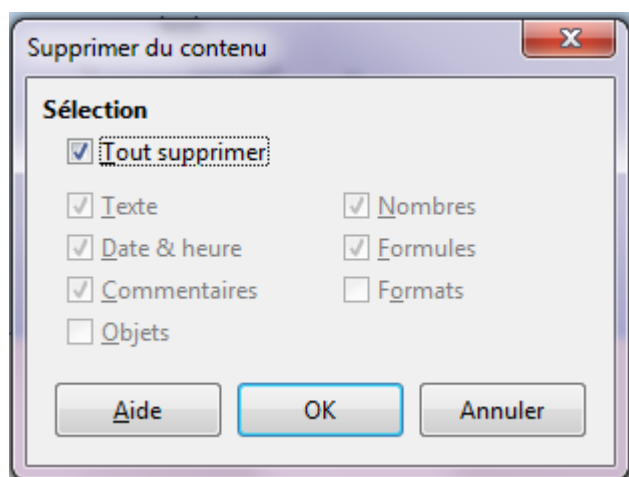 Supprimer du contenu
Sélection
Tout supprimer
Texte Nombres
Date & heure Formules
Commentaires Formats
Objets
Aide OK Annuler